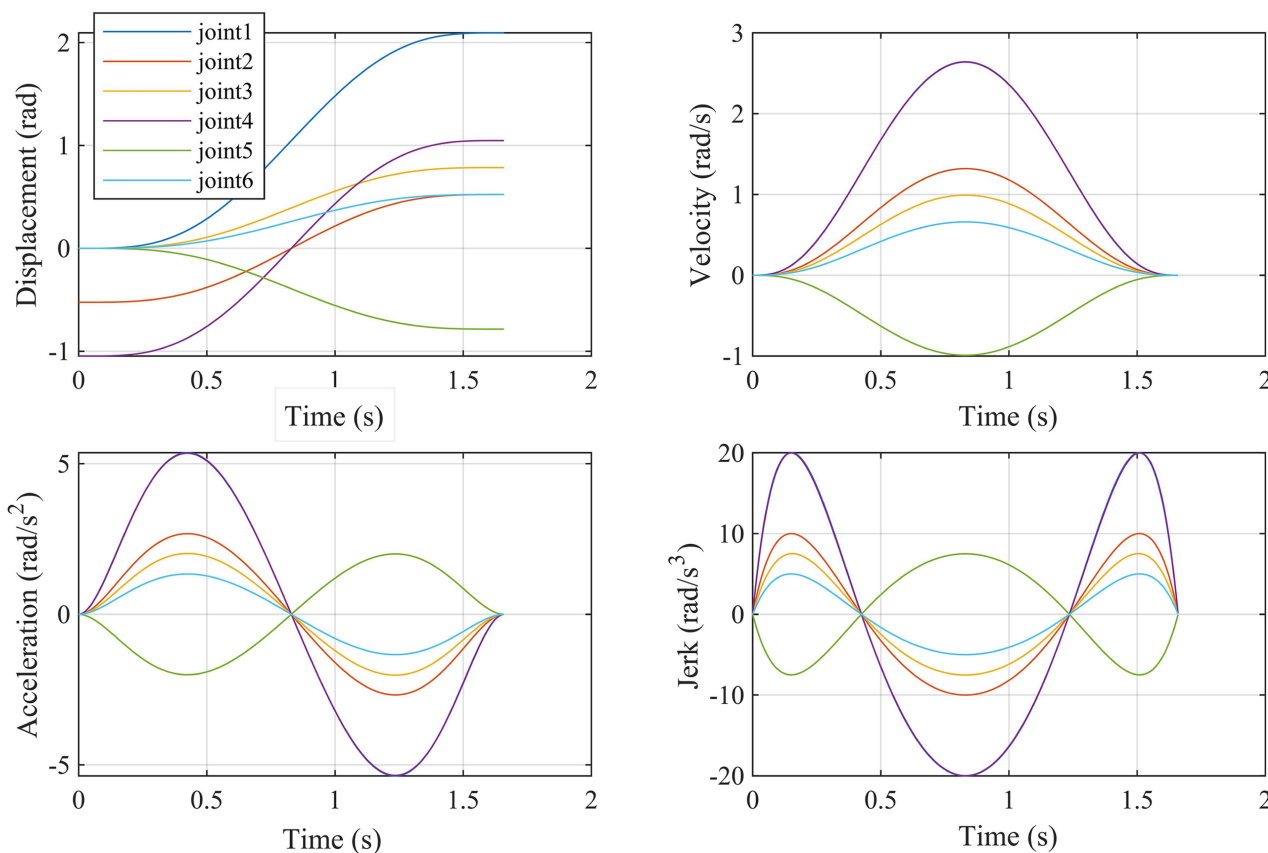 joint1
joint2
joint3
joint4
joint5
joint6
Displacement (rad)
2
1
0
-1
0 0.5 1 1.5 2
Time (s)
Velocity (rad/s)
3
2
1
0
-1
0 0.5 1 1.5 2
Time (s)
Acceleration (rad/s²)
5
0
-5
0 0.5 1 1.5 2
Time (s)
Jerk (rad/s³)
20
10
0
-10
-20
0 0.5 1 1.5 2
Time (s)